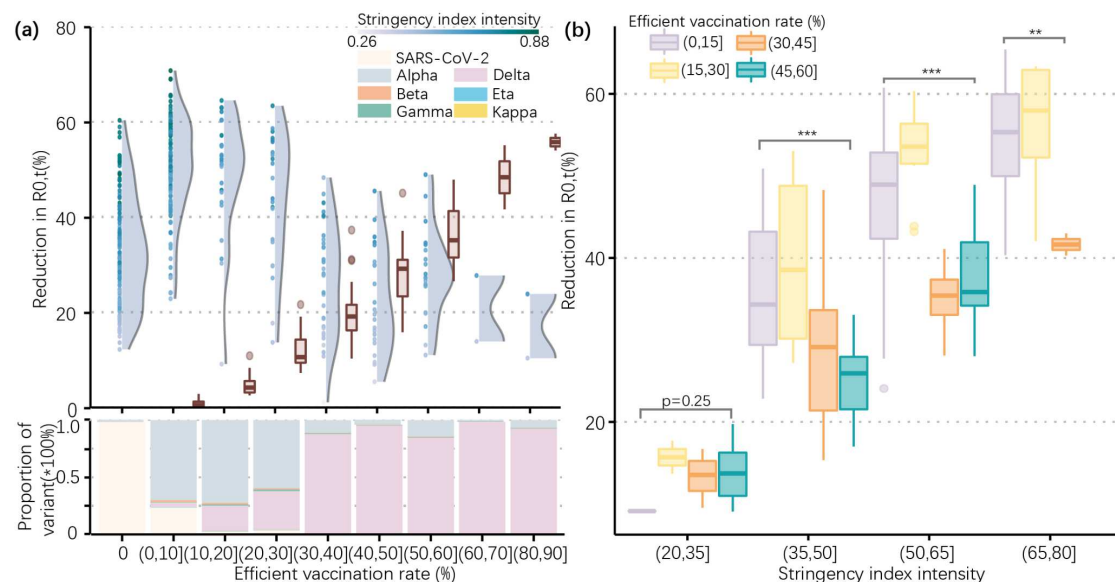 (a)
Stringency index intensity
0.26 0.88
SARS-CoV-2
Alpha Delta
Beta Eta
Gamma Kappa
Reduction in R0,t(%)
80
60
40
20
0
Proportion of
variant(*100%)
1.0
0.5
0.0
0 (0,10] (10,20] (20,30] (30,40] (40,50] (50,60] (60,70] (80,90]
Efficient vaccination rate (%)
(b)
Efficient vaccination rate (%)
(0,15] (30,45]
(15,30] (45,60]
Reduction in R0,t(%)
60
40
20
p=0.25
***
***
**
(20,35] (35,50] (50,65] (65,80]
Stringency index intensity